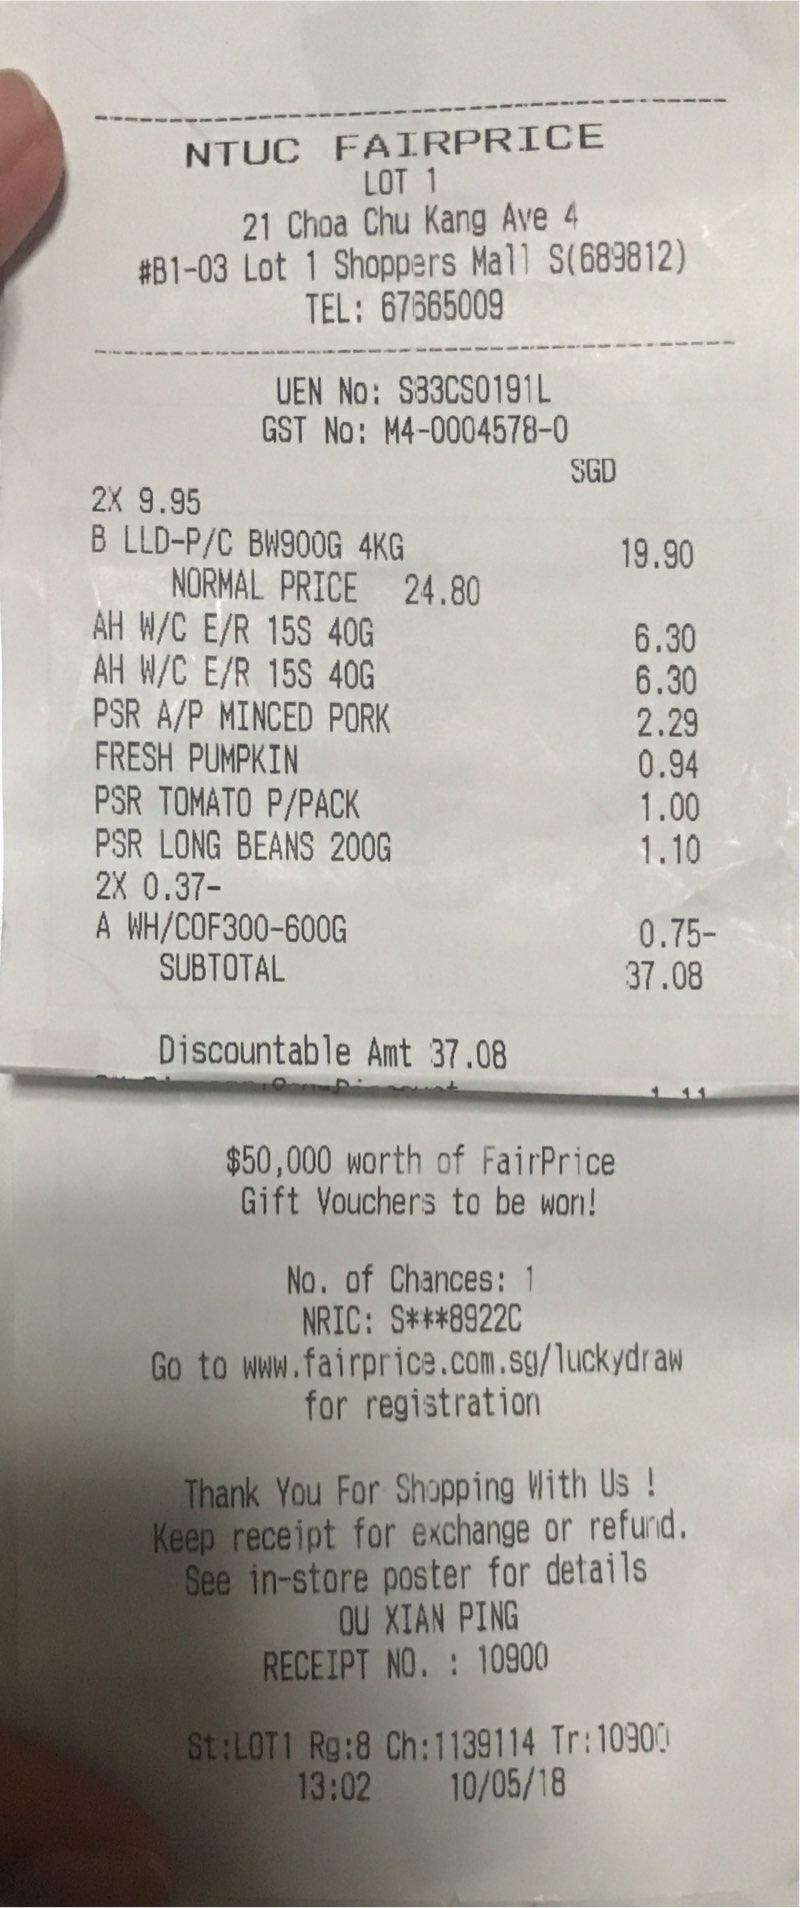 NTUC FAIRPRICE
LOT 1
21 Choa Chu Kang Ave 4
#B1-03 Lot 1 Shoppers Mall S(689812)
TEL: 67665009
UEN No: S83CS0191L
GST No: M4-0004578-0
SGD
2X 9.95
B LLD-P/C BW900G 4KG 19.90
NORMAL PRICE 24.80
AH W/C E/R 15S 40G 6.30
AH W/C E/R 15S 40G 6.30
PSR A/P MINCED PORK 2.29
FRESH PUMPKIN 0.94
PSR TOMATO P/PACK 1.00
PSR LONG BEANS 200G 1.10
2X 0.37-
A WH/COF300-600G 0.75-
SUBTOTAL 37.08
Discountable Amt 37.08
1.11
$50,000 worth of FairPrice
Gift Vouchers to be won!
No. of Chances: 1
NRIC: S***8922C
Go to www.fairprice.com.sg/luckydraw
for registration
Thank You For Shopping With Us !
Keep receipt for exchange or refund.
See in-store poster for details
OU XIAN PING
RECEIPT NO. : 10900
St:LOT1 Rg:8 Ch:1139114 Tr:10900
13:02 10/05/18